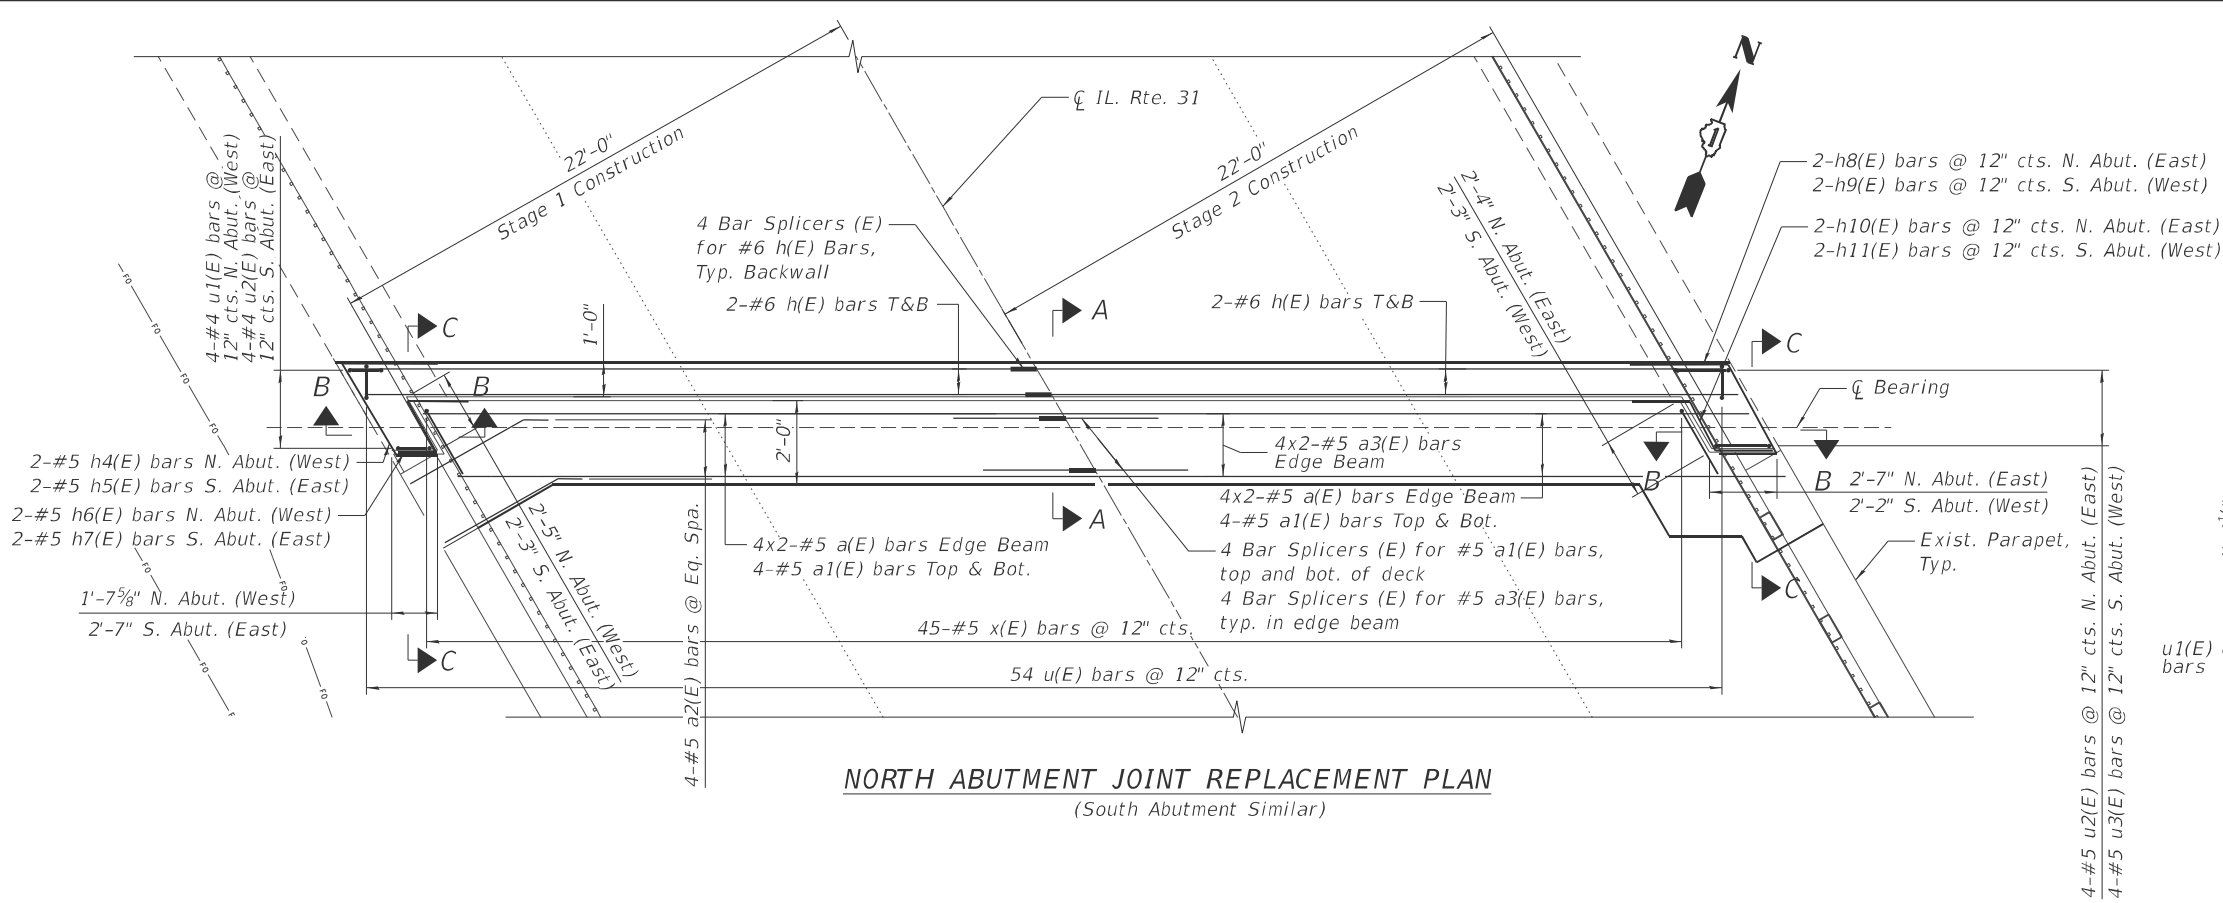 N
1
℄ IL. Rte. 31
22'-0"
Stage 1 Construction
22'-0"
Stage 2 Construction
4-#4 u1(E) bars @
12" cts. N. Abut. (West)
4-#4 u2(E) bars @
12" cts. S. Abut. (East)
4 Bar Splicers (E)
for #6 h(E) Bars,
Typ. Backwall
2-#6 h(E) bars T&B
2-#6 h(E) bars T&B
2'-4" N. Abut. (East)
2'-3" S. Abut. (West)
2-h8(E) bars @ 12" cts. N. Abut. (East)
2-h9(E) bars @ 12" cts. S. Abut. (West)
2-h10(E) bars @ 12" cts. N. Abut. (East)
2-h11(E) bars @ 12" cts. S. Abut. (West)
FO
FO
FO
FO
FO
FO
FO
FO
F
1'-0"
C
A
C
B
B
℄ Bearing
2'-0"
4x2-#5 a3(E) bars
Edge Beam
2-#5 h4(E) bars N. Abut. (West)
2-#5 h5(E) bars S. Abut. (East)
2-#5 h6(E) bars N. Abut. (West)
2-#5 h7(E) bars S. Abut. (East)
B
B
2'-7" N. Abut. (East)
2'-2" S. Abut. (West)
A
4x2-#5 a(E) bars Edge Beam
4-#5 a1(E) bars Top & Bot.
4x2-#5 a(E) bars Edge Beam
4-#5 a1(E) bars Top & Bot.
4 Bar Splicers (E) for #5 a1(E) bars,
top and bot. of deck
4 Bar Splicers (E) for #5 a3(E) bars,
typ. in edge beam
Exist. Parapet,
Typ.
C
2'-5" N. Abut. (West)
2'-3" S. Abut. (East)
1'-7⅝" N. Abut. (West)
2'-7" S. Abut. (East)
C
45-#5 x(E) bars @ 12" cts.
54 u(E) bars @ 12" cts.
4-#5 a2(E) bars @ Eq. Spa.
4-#5 u2(E) bars @ 12" cts. N. Abut. (East)
4-#5 u3(E) bars @ 12" cts. S. Abut. (West)
u1(E)
bars
NORTH ABUTMENT JOINT REPLACEMENT PLAN
(South Abutment Similar)